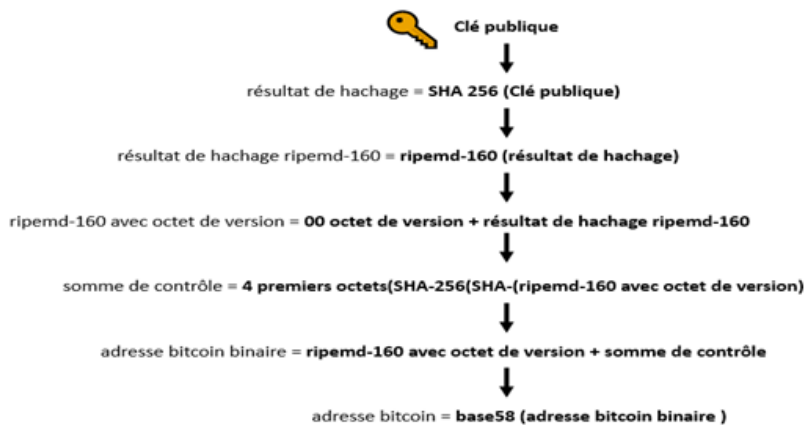 Clé publique
résultat de hachage = SHA 256 (Clé publique)
résultat de hachage ripemd-160 = ripemd-160 (résultat de hachage)
ripemd-160 avec octet de version = 00 octet de version + résultat de hachage ripemd-160
somme de contrôle = 4 premiers octets(SHA-256(SHA-(ripemd-160 avec octet de version)
adresse bitcoin binaire = ripemd-160 avec octet de version + somme de contrôle
adresse bitcoin = base58 (adresse bitcoin binaire )